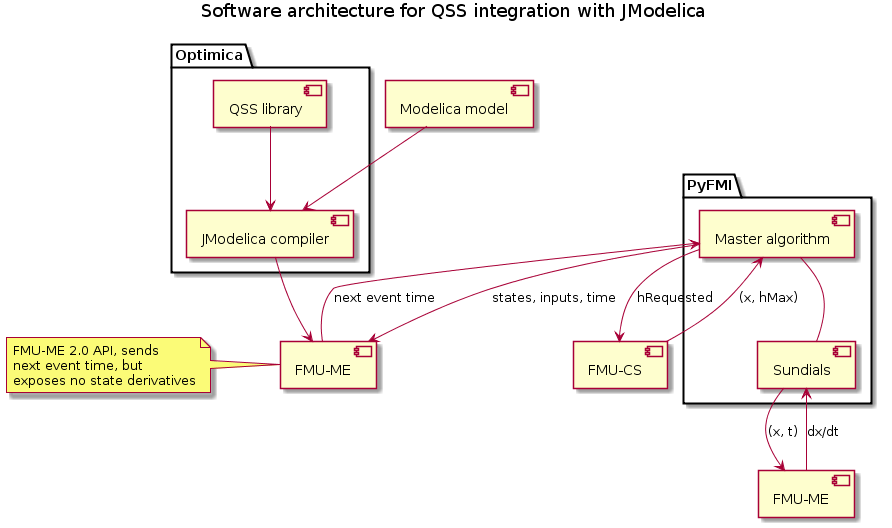 Software architecture for QSS integration with JModelica
Optimica
QSS library
Modelica model
PyFMI
JModelica compiler
Master algorithm
next event time
states, inputs, time
hRequested
(x, hMax)
FMU-ME 2.0 API, sends
next event time, but
exposes no state derivatives
FMU-ME
FMU-CS
Sundials
(x, t)
dx/dt
FMU-ME